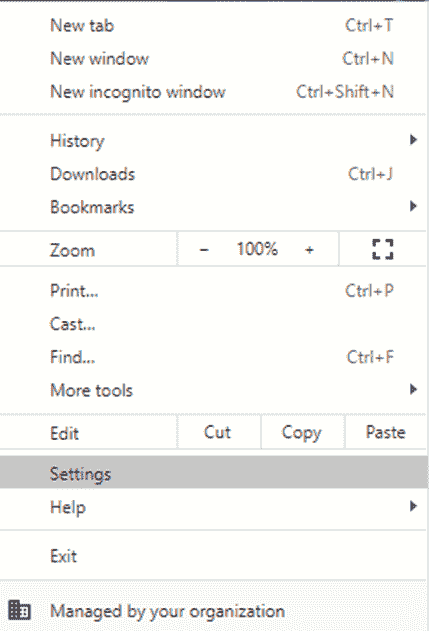 New tab Ctrl+T
New window Ctrl+N
New incognito window Ctrl+Shift+N
History
Downloads Ctrl+J
Bookmarks
Zoom - 100% +
Print... Ctrl+P
Cast...
Find... Ctrl+F
More tools
Edit Cut Copy Paste
Settings
Help
Exit
Managed by your organization